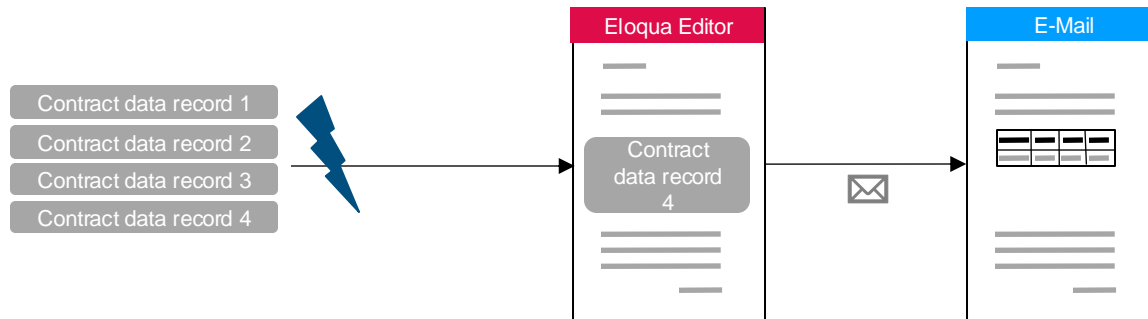 Eloqua Editor
E-Mail
Contract data record 1
Contract data record 2
Contract data record 3
Contract data record 4
Contract
data record
4